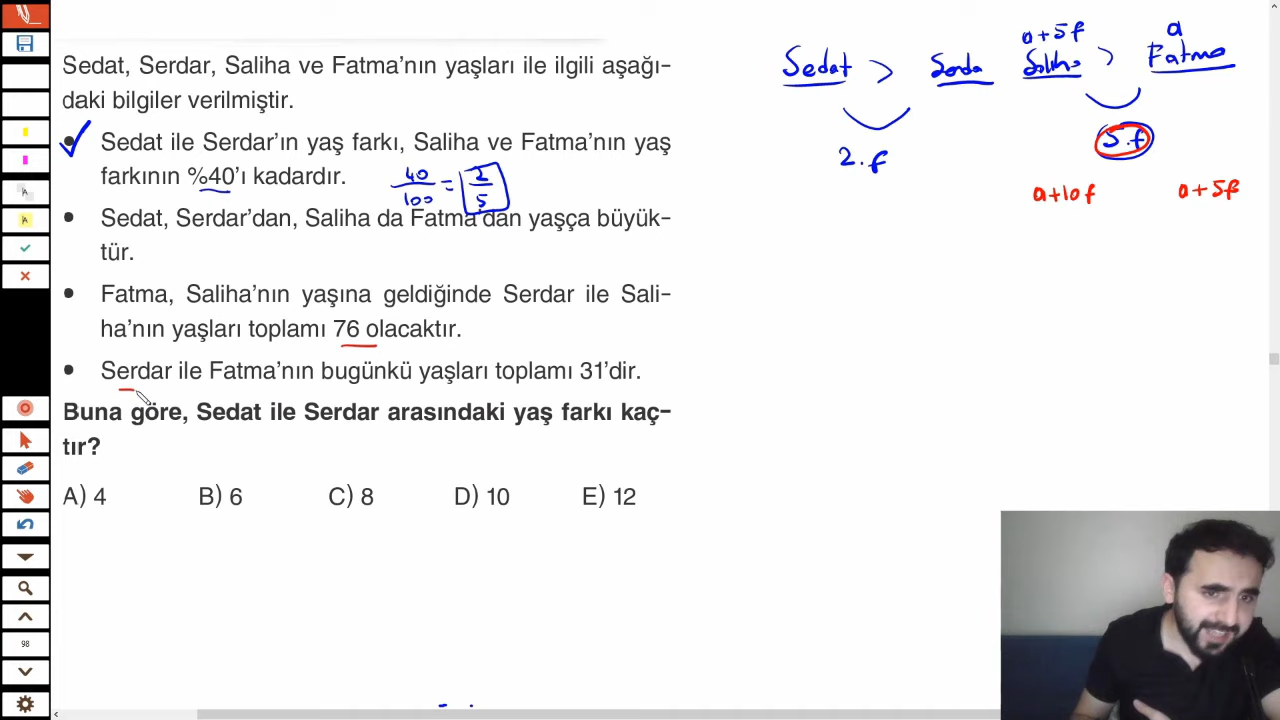 Sedat, Serdar, Saliha ve Fatma’nın yaşları ile ilgili aşağı-
daki bilgiler verilmiştir.
• Sedat ile Serdar’ın yaş farkı, Saliha ve Fatma’nın yaş
farkının %40’ı kadardır.
40/100 = 2/5
• Sedat, Serdar’dan, Saliha da Fatma’dan yaşça büyük-
tür.
• Fatma, Saliha’nın yaşına geldiğinde Serdar ile Sali-
ha’nın yaşları toplamı 76 olacaktır.
• Serdar ile Fatma’nın bugünkü yaşları toplamı 31’dir.
Buna göre, Sedat ile Serdar arasındaki yaş farkı kaç-
tır?
A) 4 B) 6 C) 8 D) 10 E) 12
a+5f a
Sedat > Serda Saliha > Fatma
2.f 5.f
a+10f a+5f
98